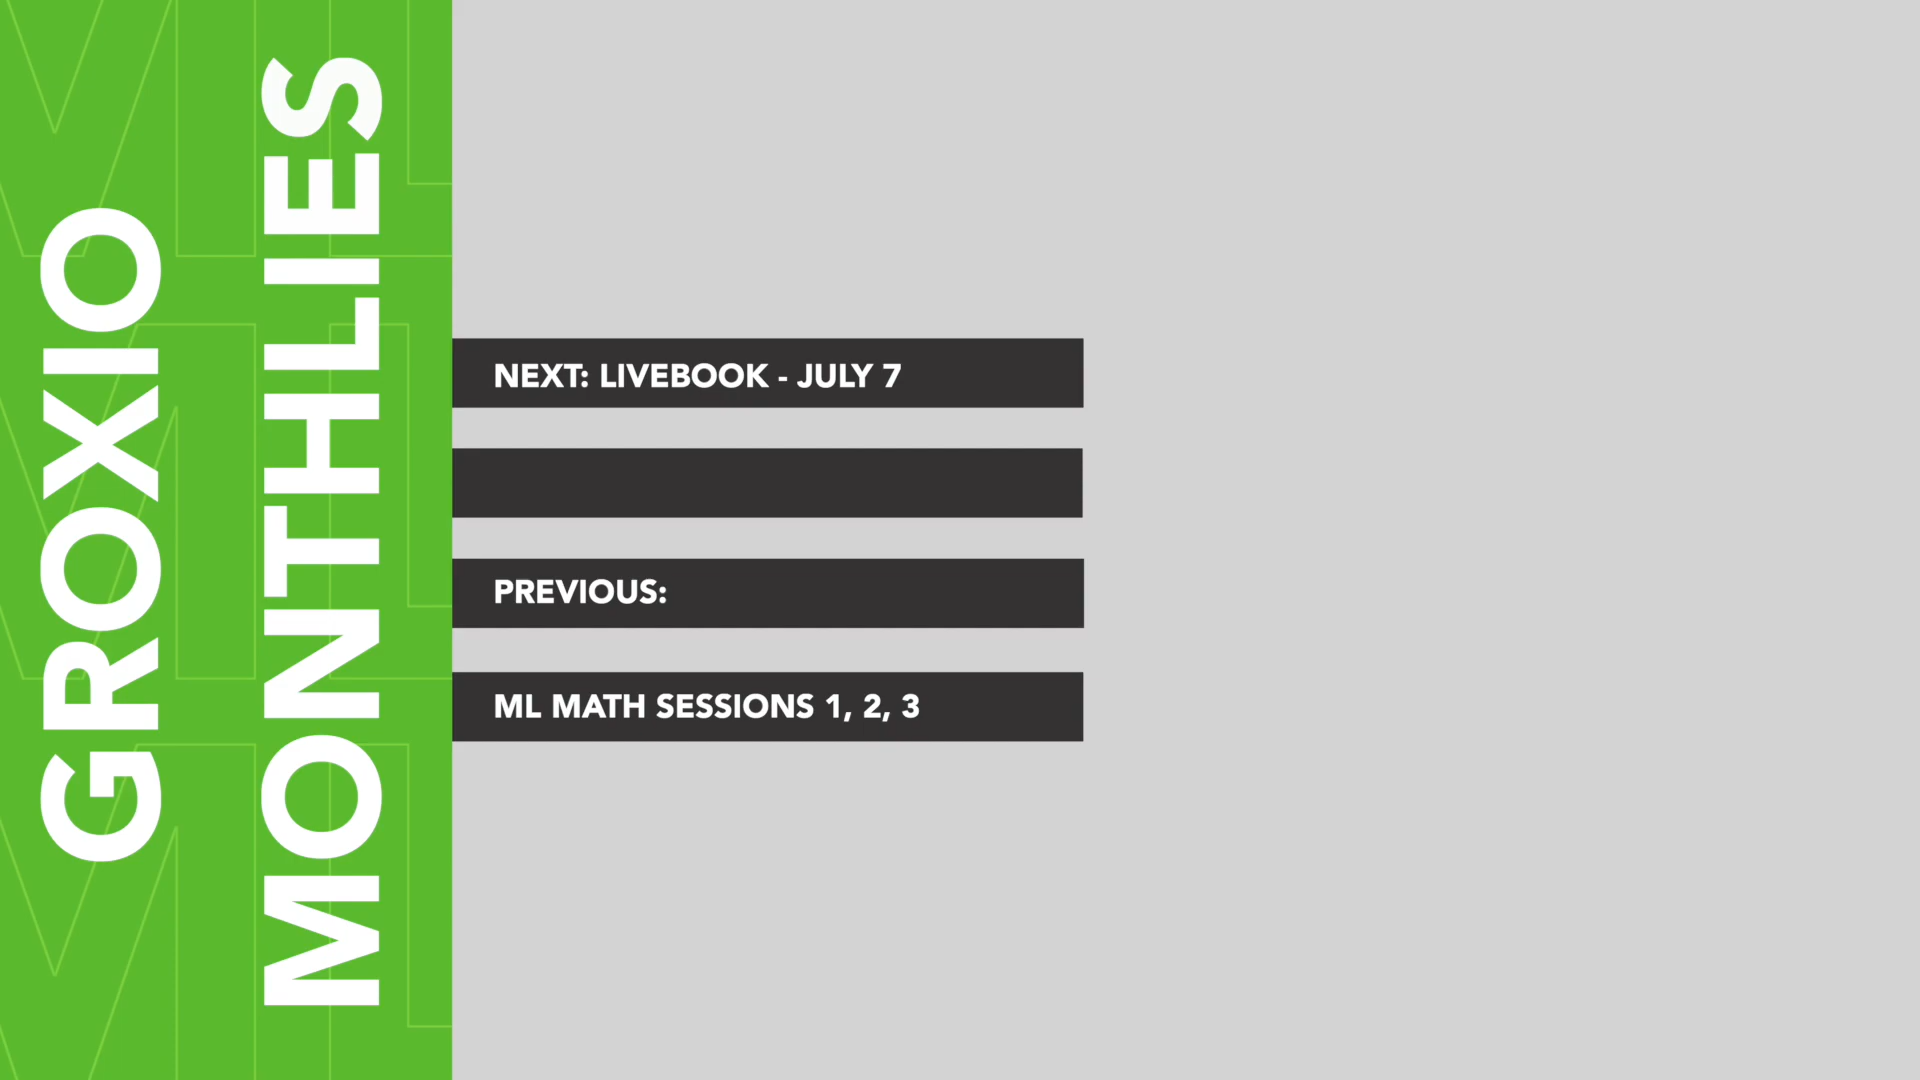 GROXIO
MONTHLIES
NEXT: LIVEBOOK - JULY 7
PREVIOUS:
ML MATH SESSIONS 1, 2, 3